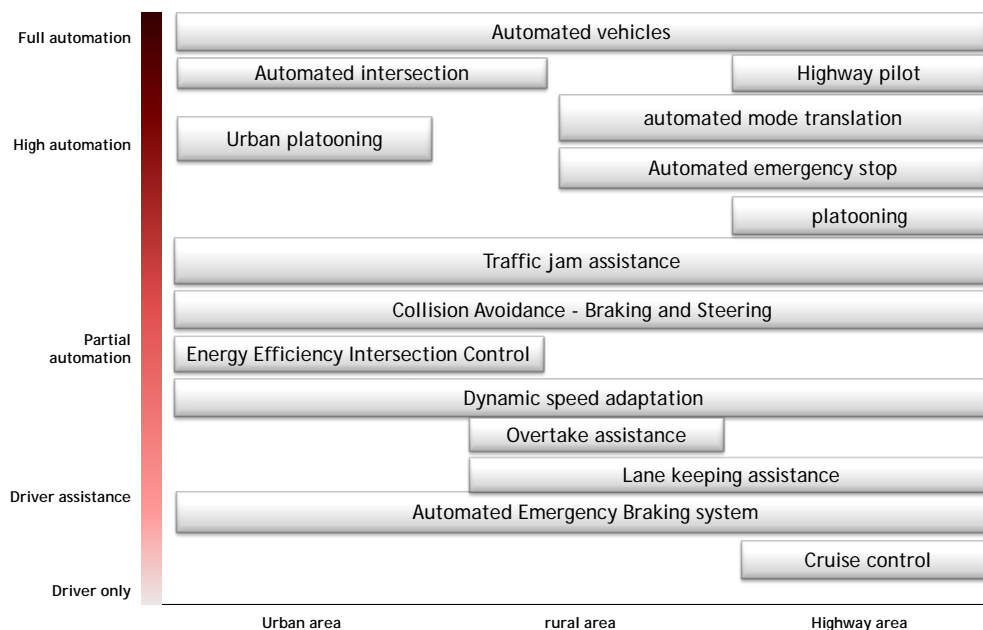 Full automation
Automated vehicles
Automated intersection
Highway pilot
automated mode translation
High automation
Urban platooning
Automated emergency stop
platooning
Traffic jam assistance
Collision Avoidance - Braking and Steering
Partial
automation
Energy Efficiency Intersection Control
Dynamic speed adaptation
Overtake assistance
Lane keeping assistance
Driver assistance
Automated Emergency Braking system
Cruise control
Driver only
Urban area
rural area
Highway area